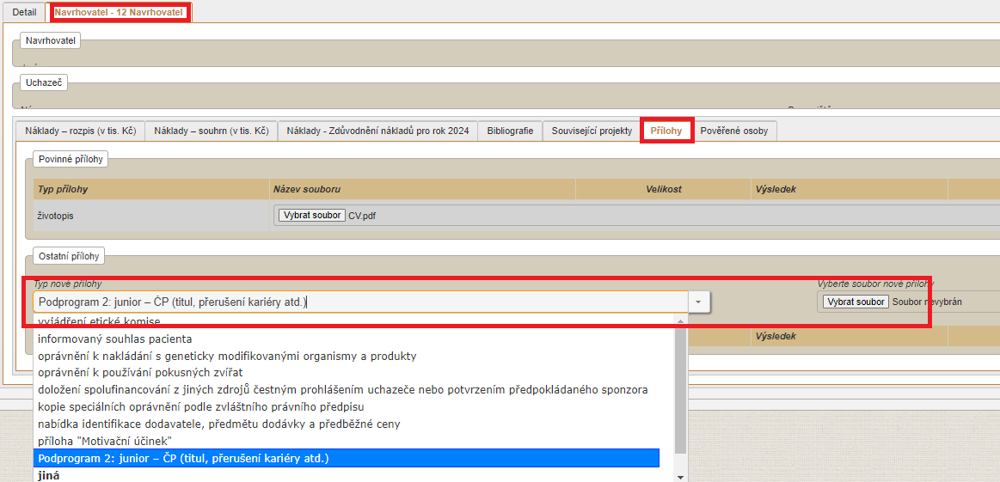 Detail Navrhovatel - 12 Navrhovatel
Navrhovatel
Uchazeč
Náklady – rozpis (v tis. Kč) Náklady – souhrn (v tis. Kč) Náklady - Zdůvodnění nákladů pro rok 2024 Bibliografie Související projekty Přílohy Pověřené osoby
Povinné přílohy
Typ přílohy Název souboru Velikost Výsledek
životopis Vybrat soubor CV.pdf
Ostatní přílohy
Typ nové přílohy Vyberte soubor nové přílohy
Podprogram 2: junior – ČP (titul, přerušení kariéry atd.) Vybrat soubor Soubor nevybrán
vyjádření etické komise
informovaný souhlas pacienta
Výsledek
oprávnění k nakládání s geneticky modifikovanými organismy a produkty
oprávnění k používání pokusných zvířat
doložení spolufinancování z jiných zdrojů čestným prohlášením uchazeče nebo potvrzením předpokládaného sponzora
kopie speciálních oprávnění podle zvláštního právního předpisu
nabídka identifikace dodavatele, předmětu dodávky a předběžné ceny
příloha "Motivační účinek"
Podprogram 2: junior – ČP (titul, přerušení kariéry atd.)
jiná